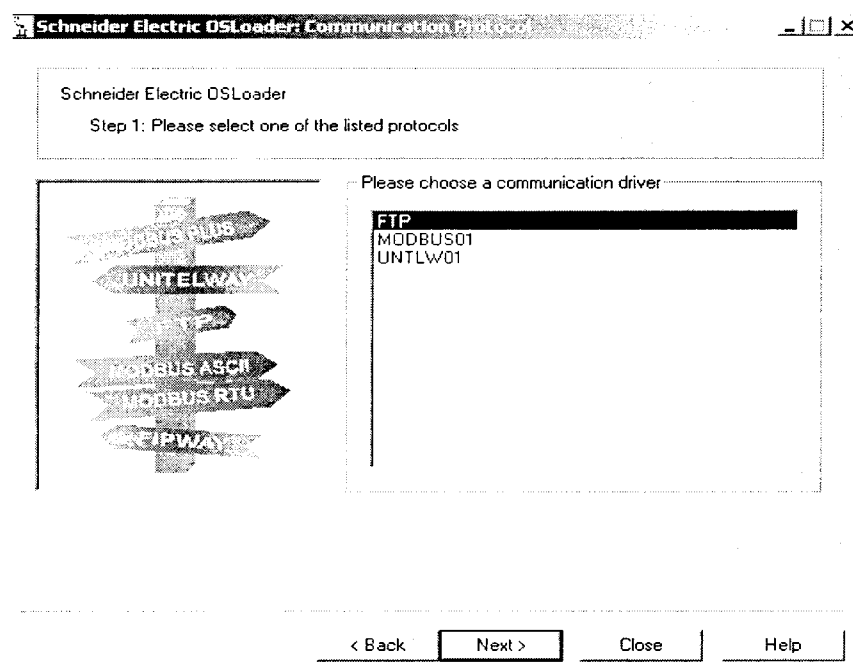 Schneider Electric OSLoader: Communication Protocol
Schneider Electric OSLoader
Step 1: Please select one of the listed protocols
Please choose a communication driver
FTP
MODBUS01
UNTLW01
MODBUS PLUS
UNITELWAY
FTP
MODBUS ASCII
MODBUS RTU
FIPWAY
< Back
Next >
Close
Help